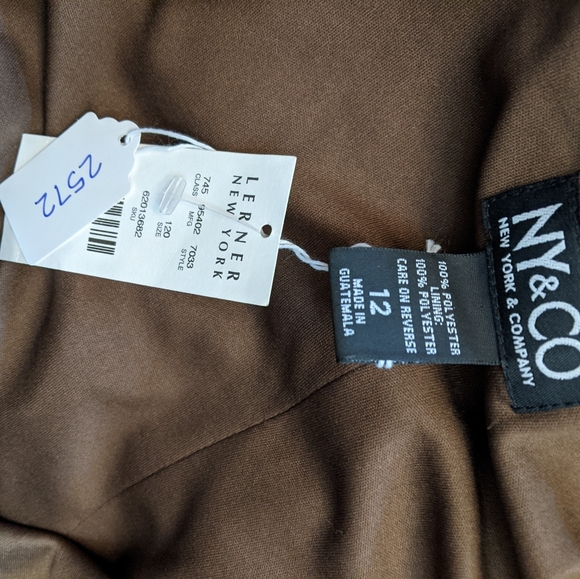 2572
LERNER
NEW YORK
745 95402 7033
CLASS MFG STYLE
120
SIZE
62013682
SKU
100% POLYESTER
LINING:
100% POLYESTER
CARE ON REVERSE
12
MADE IN
GUATEMALA
NY&CO
NEW YORK & COMPANY